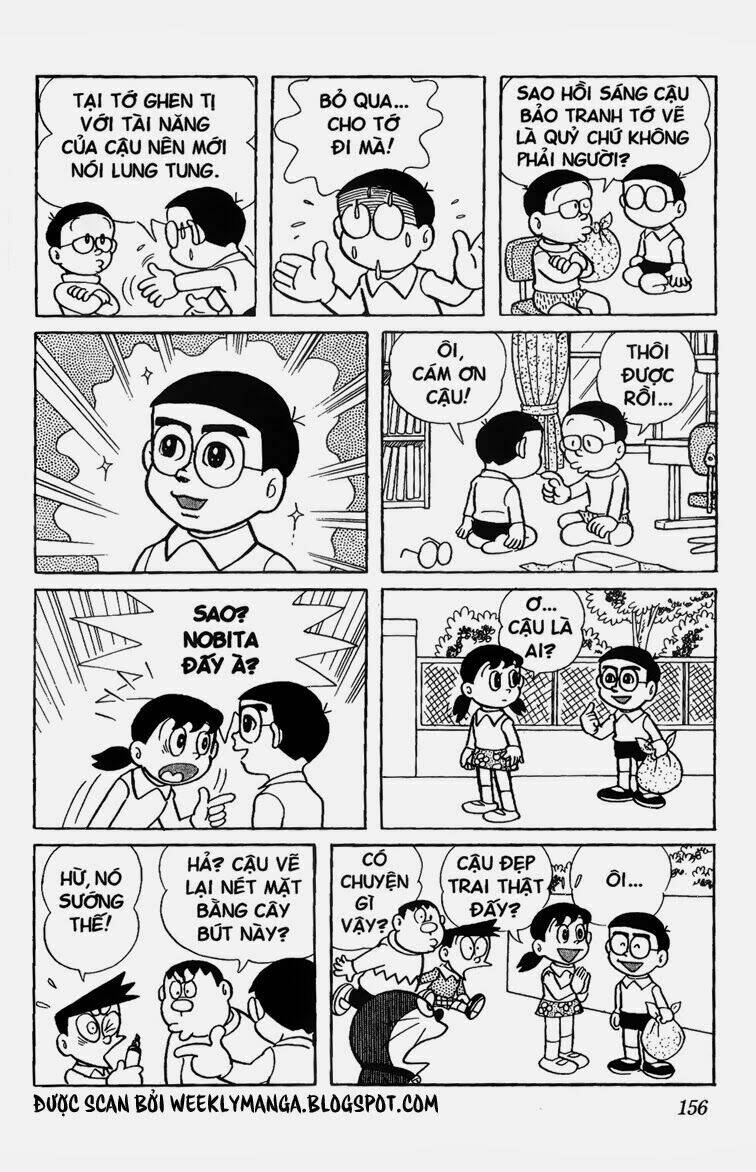 SAO HỒI SÁNG CẬU
BẢO TRANH TỚ VẼ
LÀ QUỶ CHỨ KHÔNG
PHẢI NGƯỜI?
BỎ QUA...
CHO TỚ
ĐI MÀ!
TẠI TỚ GHEN TỊ
VỚI TÀI NĂNG
CỦA CẬU NÊN MỚI
NÓI LUNG TUNG.
THÔI
ĐƯỢC
RỒI...
ÔI,
CÁM ƠN
CẬU!
Ơ...
CẬU LÀ
AI?
SAO?
NOBITA
ĐẤY À?
ÔI...
CẬU ĐẸP
TRAI THẬT
ĐẤY?
CÓ
CHUYỆN
GÌ
VẬY?
HẢ? CẬU VẼ
LẠI NÉT MẶT
BẰNG CÂY
BÚT NÀY?
HỪ, NÓ
SƯỚNG
THẾ!
ĐƯỢC SCAN BỞI WEEKLYMANGA.BLOGSPOT.COM
156